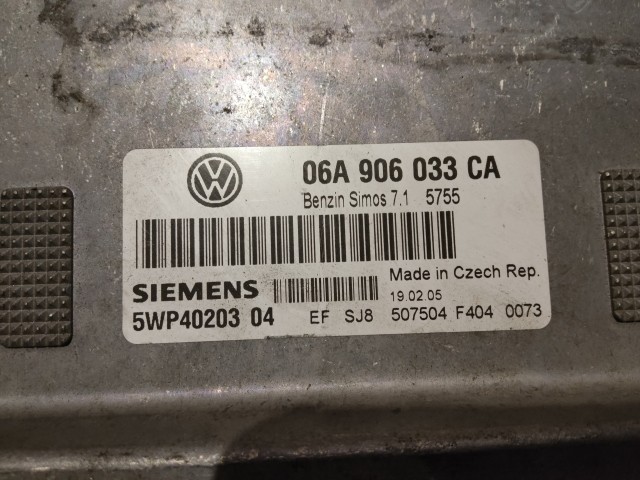 VW
06A 906 033 CA
Benzin Simos 7.1 5755
Made in Czech Rep.
SIEMENS 19.02.05
5WP40203 04 EF SJ8 507504 F404 0073